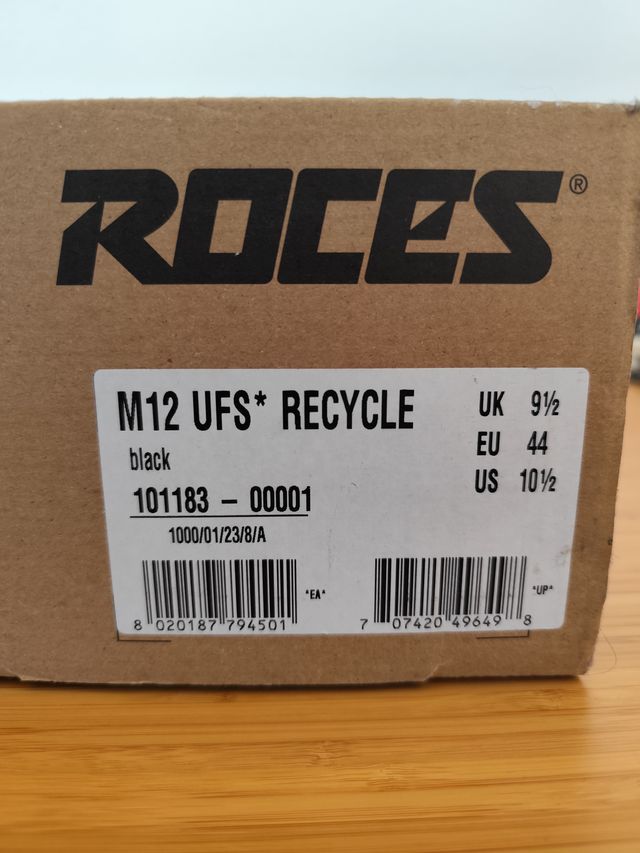 ROCES®
M12 UFS* RECYCLE
black
101183 - 00001
1000/01/23/8/A
UK 9½
EU 44
US 10½
8 020187 794501
*EA*
7 07420 49649 8
*UP*